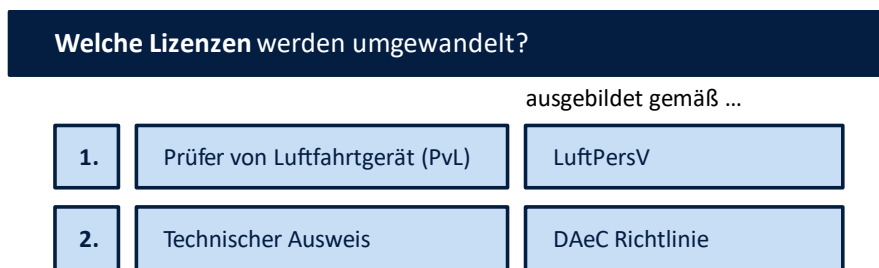 Welche Lizenzen werden umgewandelt?
ausgebildet gemäß ...
1. Prüfer von Luftfahrtgerät (PvL) LuftPersV
2. Technischer Ausweis DAeC Richtlinie